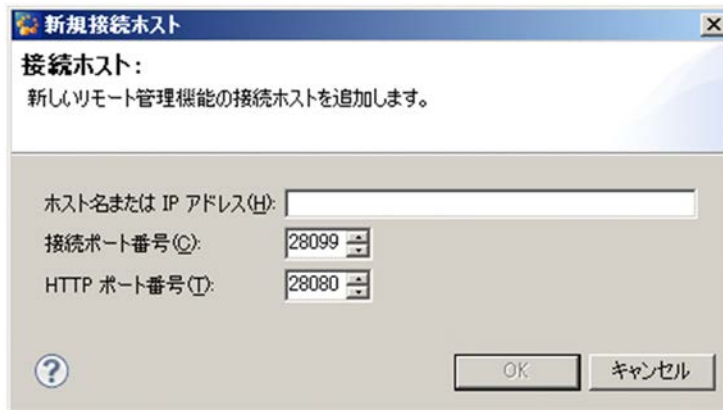 新規接続ホスト
接続ホスト:
新しいリモート管理機能の接続ホストを追加します。
ホスト名または IP アドレス(H):
接続ポート番号(C): 28099
HTTP ポート番号(T): 28080
?
OK キャンセル